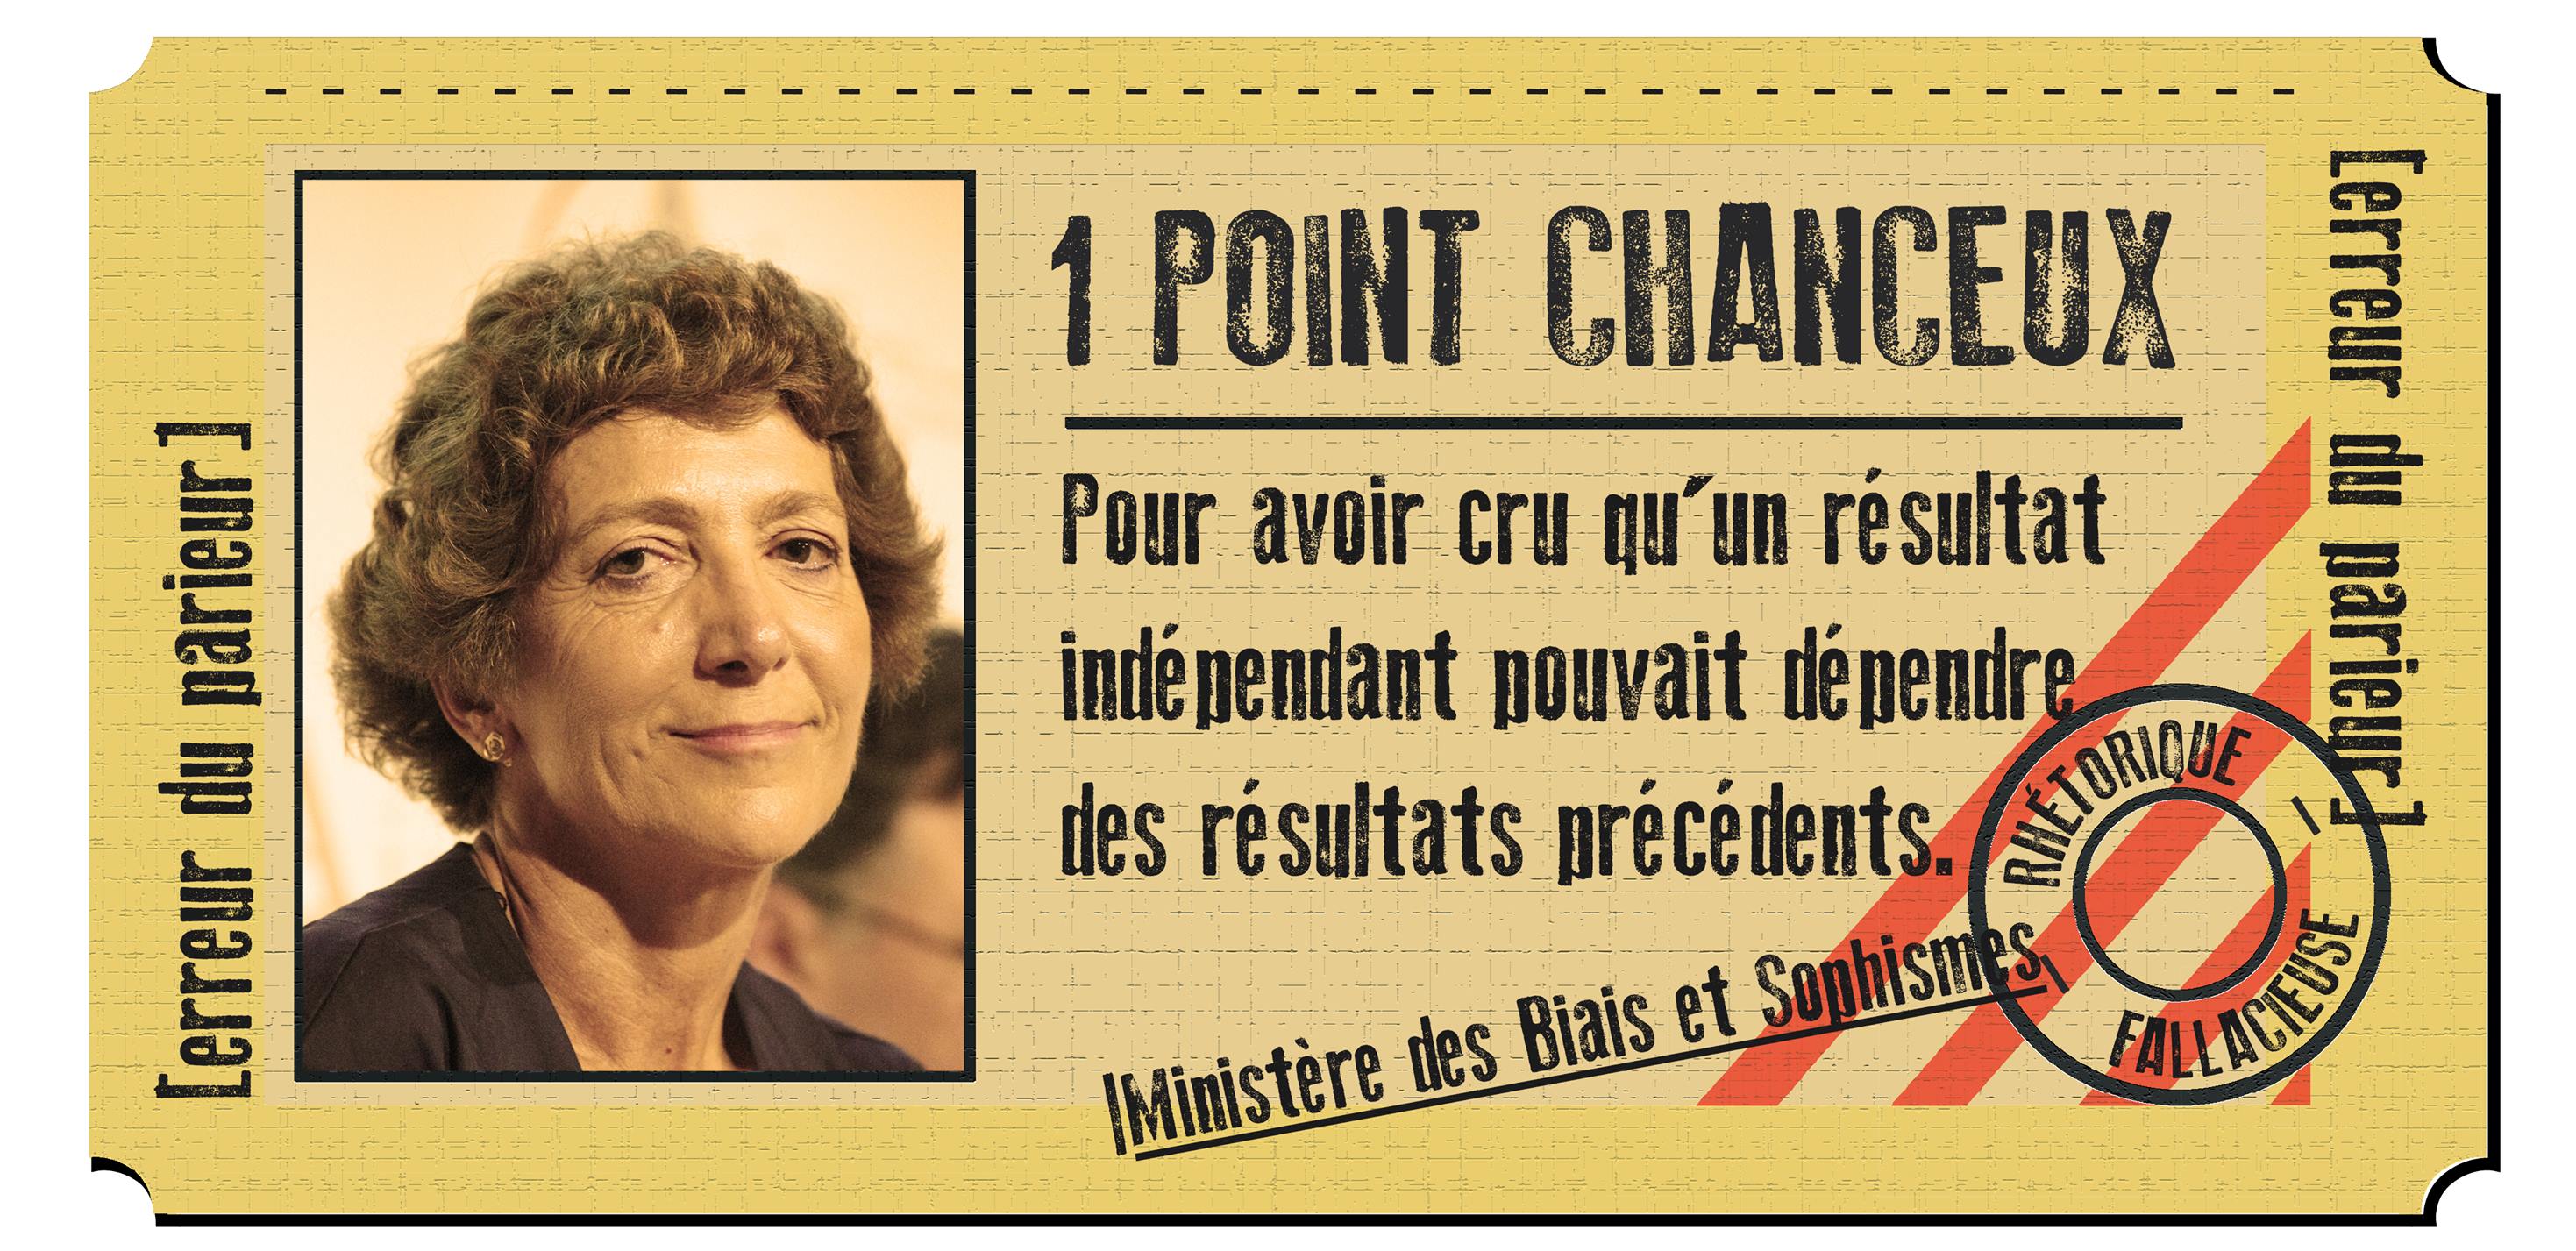 [erreur du parieur]
1 POINT CHANCEUX
Pour avoir cru qu´un résultat
indépendant pouvait dépendre
des résultats précédents.
|Ministère des Biais et Sophismes|
RHÉTORIQUE
FALLACIEUSE
[erreur du parieur]